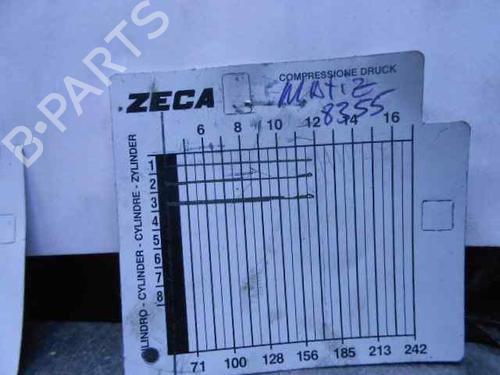 B-PARTS
ZECA
COMPRESSIONE DRUCK
MATIZ
8355
6 8 10 12 14 16
1
2
3
4
5
6
7
8
CILINDRO - CYLINDER - CYLINDRE - ZYLINDER
71 100 128 156 185 213 242